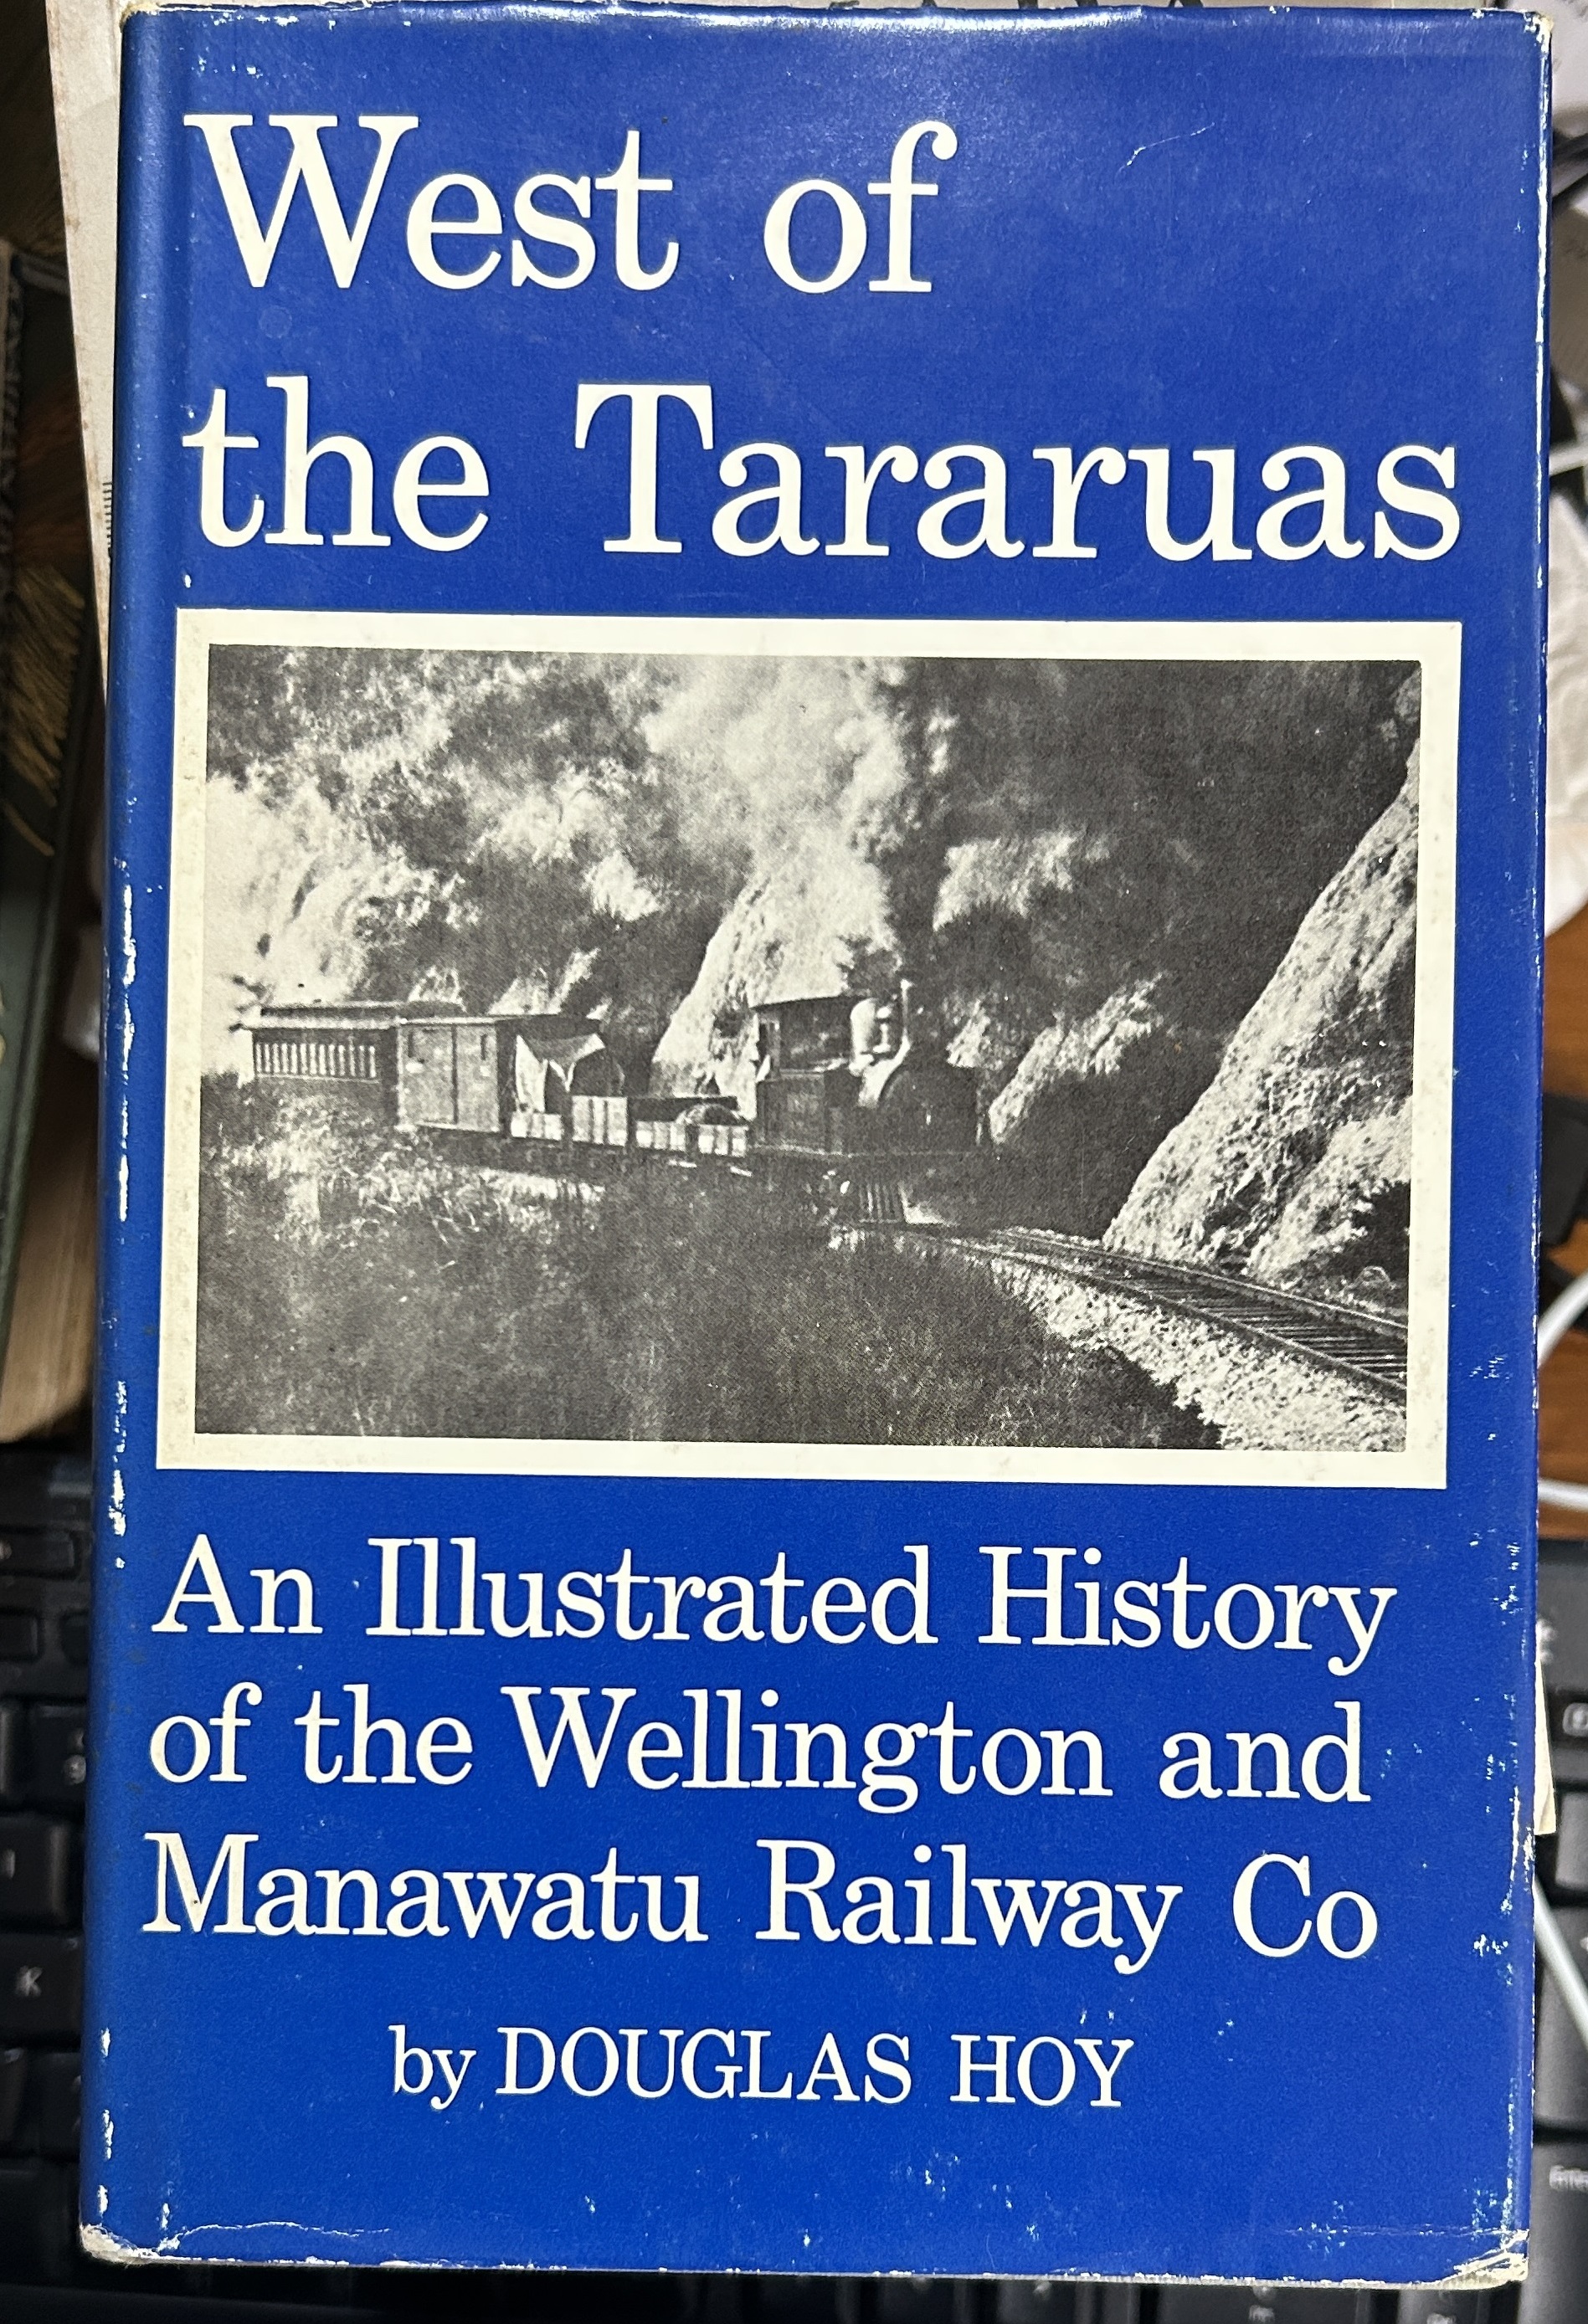 West of
the Tararuas
An Illustrated History
of the Wellington and
Manawatu Railway Co
by DOUGLAS HOY
K